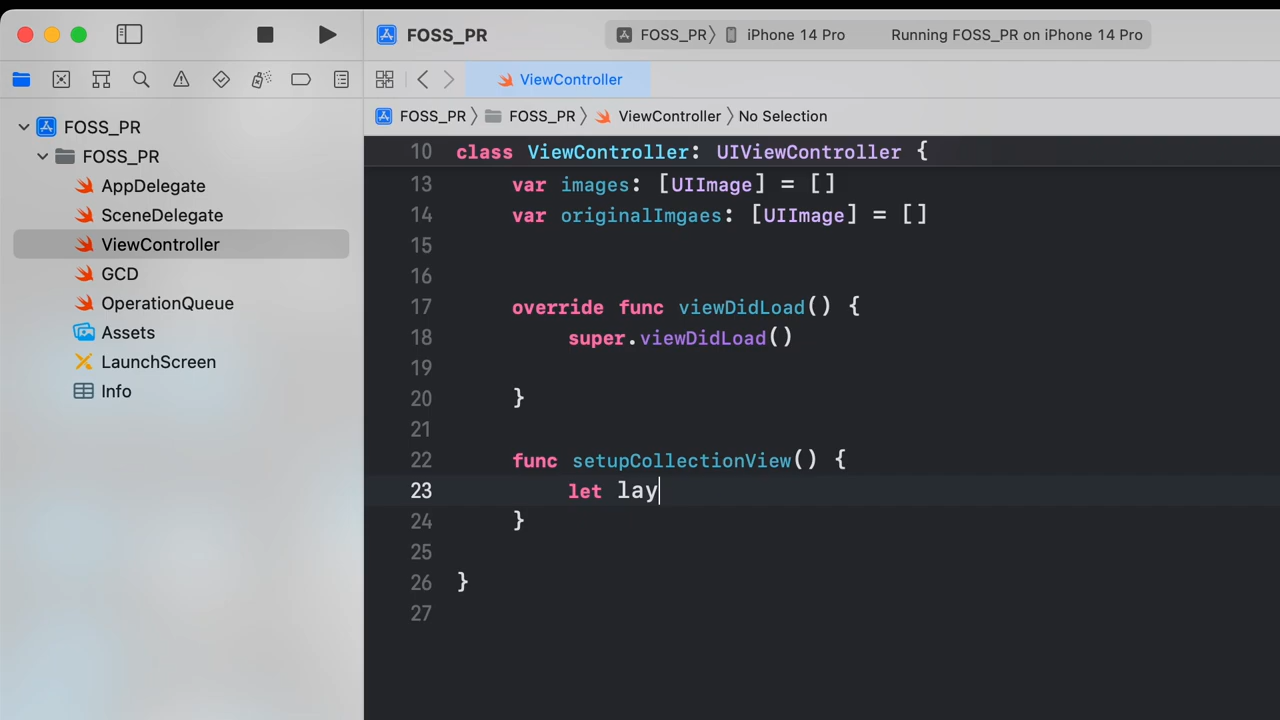 FOSS_PR
FOSS_PR〉 iPhone 14 Pro
Running FOSS_PR on iPhone 14 Pro
ViewController
FOSS_PR 〉 FOSS_PR 〉 ViewController 〉 No Selection
FOSS_PR
FOSS_PR
AppDelegate
SceneDelegate
ViewController
GCD
OperationQueue
Assets
LaunchScreen
Info
10 class ViewController: UIViewController {
13 var images: [UIImage] = []
14 var originalImgaes: [UIImage] = []
15
16
17 override func viewDidLoad() {
18 super.viewDidLoad()
19
20 }
21
22 func setupCollectionView() {
23 let lay
24 }
25
26 }
27